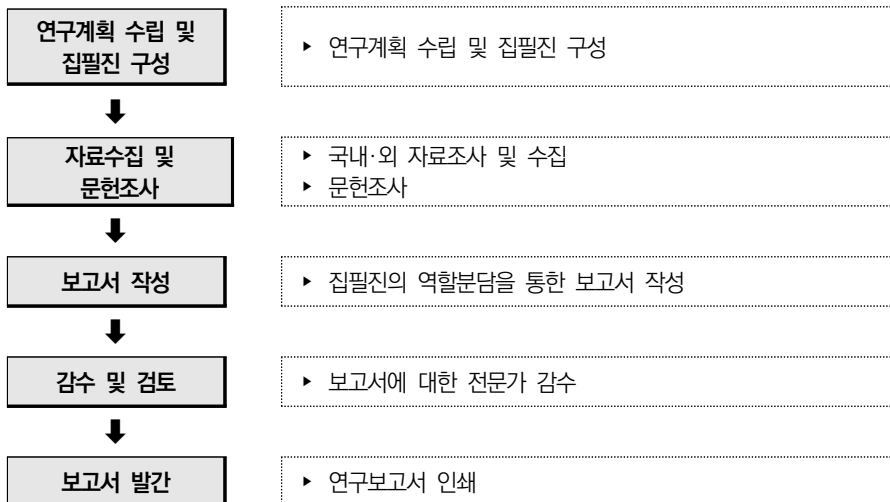 연구계획 수립 및
집필진 구성
▶ 연구계획 수립 및 집필진 구성
자료수집 및
문헌조사
▶ 국내·외 자료조사 및 수집
▶ 문헌조사
보고서 작성
▶ 집필진의 역할분담을 통한 보고서 작성
감수 및 검토
▶ 보고서에 대한 전문가 감수
보고서 발간
▶ 연구보고서 인쇄